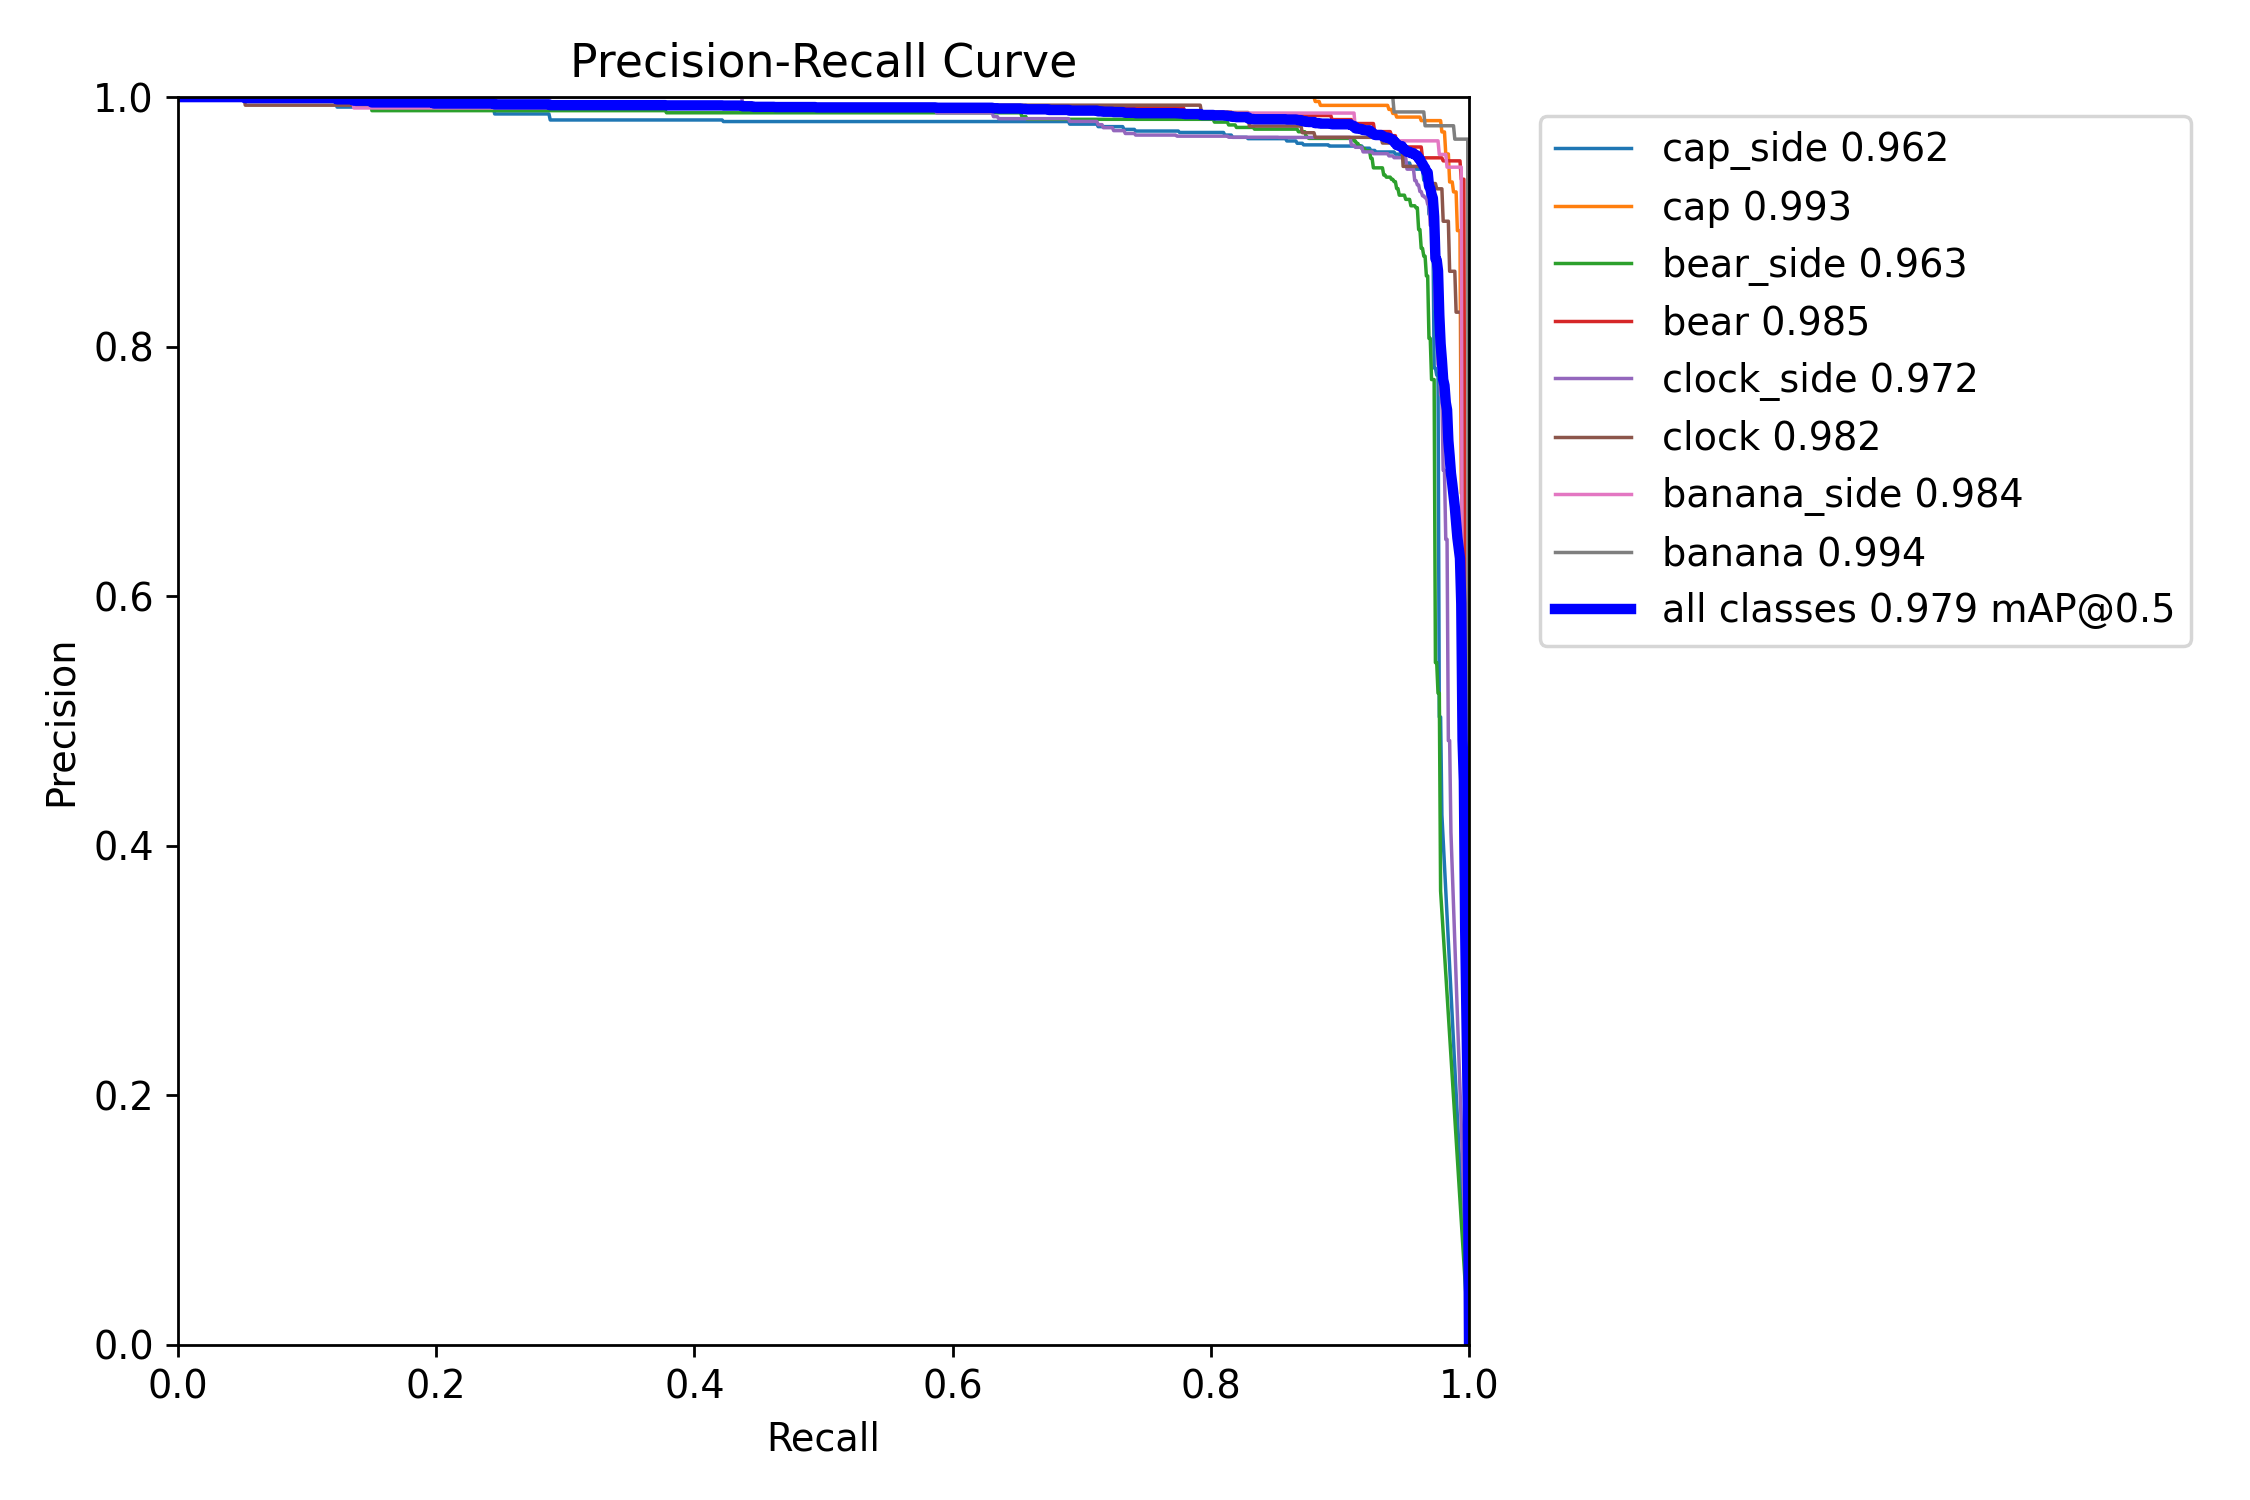 Precision-Recall Curve
1.0
0.8
0.6
0.4
0.2
0.0
Precision
0.0 0.2 0.4 0.6 0.8 1.0
Recall
cap_side 0.962
cap 0.993
bear_side 0.963
bear 0.985
clock_side 0.972
clock 0.982
banana_side 0.984
banana 0.994
all classes 0.979 mAP@0.5